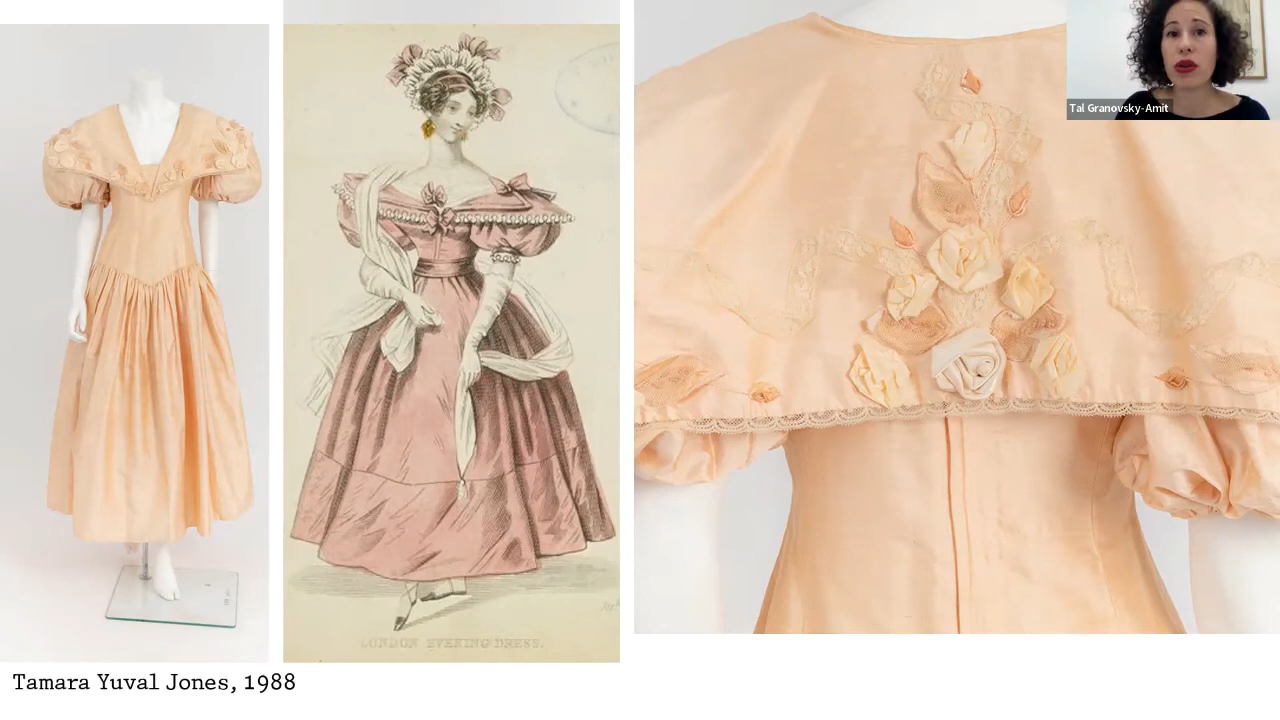 Tal Granovsky-Amit
LONDON EVENING DRESS.
Tamara Yuval Jones, 1988